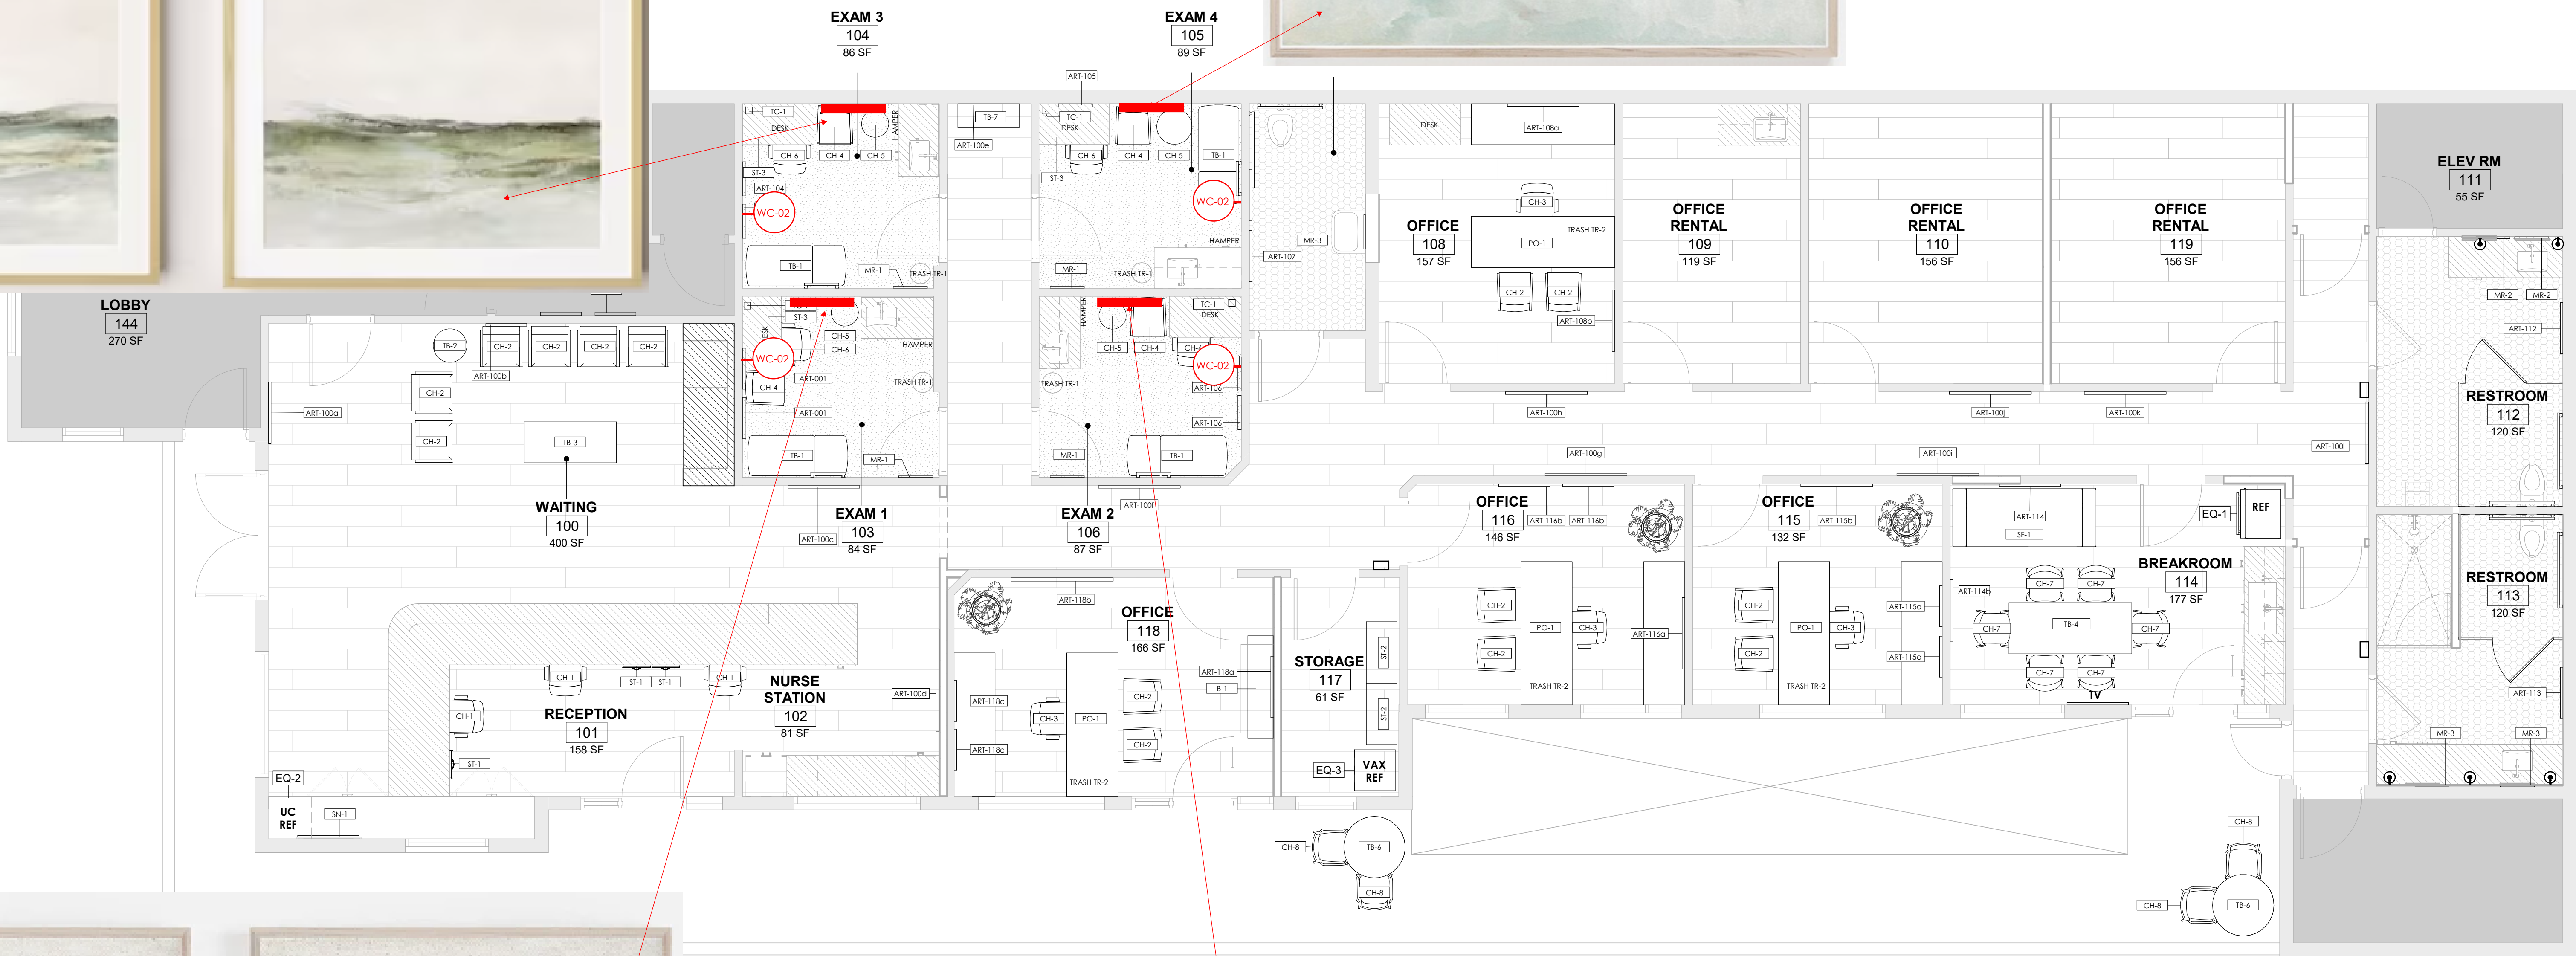 EXAM 3
104
86 SF
EXAM 4
105
89 SF
ART-105
TC-1
DESK
HAMPER
CH-6
CH-4
CH-5
ST-3
ART-104
WC-02
TB-1
MR-1
TRASH TR-1
TB-7
ART-100e
TC-1
DESK
CH-6
CH-4
CH-5
TB-1
ST-3
WC-02
HAMPER
MR-1
TRASH TR-1
ART-107
MR-3
DESK
ART-108a
CH-3
TRASH TR-2
PO-1
OFFICE
108
157 SF
CH-2
CH-2
ART-108b
OFFICE
RENTAL
109
119 SF
OFFICE
RENTAL
110
156 SF
OFFICE
RENTAL
119
156 SF
ELEV RM
111
55 SF
MR-2
MR-2
ART-112
RESTROOM
112
120 SF
RESTROOM
113
120 SF
ART-113
MR-3
MR-3
LOBBY
144
270 SF
TB-2
CH-2
CH-2
CH-2
CH-2
ART-100b
CH-2
ART-100a
CH-2
TB-3
WAITING
100
400 SF
ST-3
CH-5
CH-6
HAMPER
WC-02
CH-4
ART-001
TRASH TR-1
ART-001
TB-1
MR-1
EXAM 1
103
84 SF
ART-100c
HAMPER
TC-1
DESK
CH-5
CH-4
WC-02
TRASH TR-1
ART-106
ART-106
MR-1
TB-1
ART-100f
EXAM 2
106
87 SF
ART-100h
ART-100j
ART-100k
ART-100l
ART-100g
ART-100i
OFFICE
116
146 SF
ART-116b
ART-116b
CH-2
CH-2
PO-1
CH-3
ART-116a
TRASH TR-2
OFFICE
115
132 SF
ART-115b
CH-2
CH-2
PO-1
CH-3
ART-115a
ART-115a
TRASH TR-2
ART-114
SF-1
EQ-1
REF
BREAKROOM
114
177 SF
CH-7
CH-7
ART-114b
CH-7
TB-4
CH-7
CH-7
CH-7
TV
ART-118b
OFFICE
118
166 SF
ART-118a
B-1
ART-118c
CH-3
PO-1
CH-2
CH-2
ART-118c
TRASH TR-2
STORAGE
117
61 SF
ST-2
ST-2
EQ-3
VAX
REF
CH-1
ST-1
ST-1
CH-1
NURSE
STATION
102
81 SF
ART-100d
CH-1
RECEPTION
101
158 SF
ST-1
EQ-2
UC
REF
SN-1
CH-8
TB-6
CH-8
CH-8
CH-8
TB-6